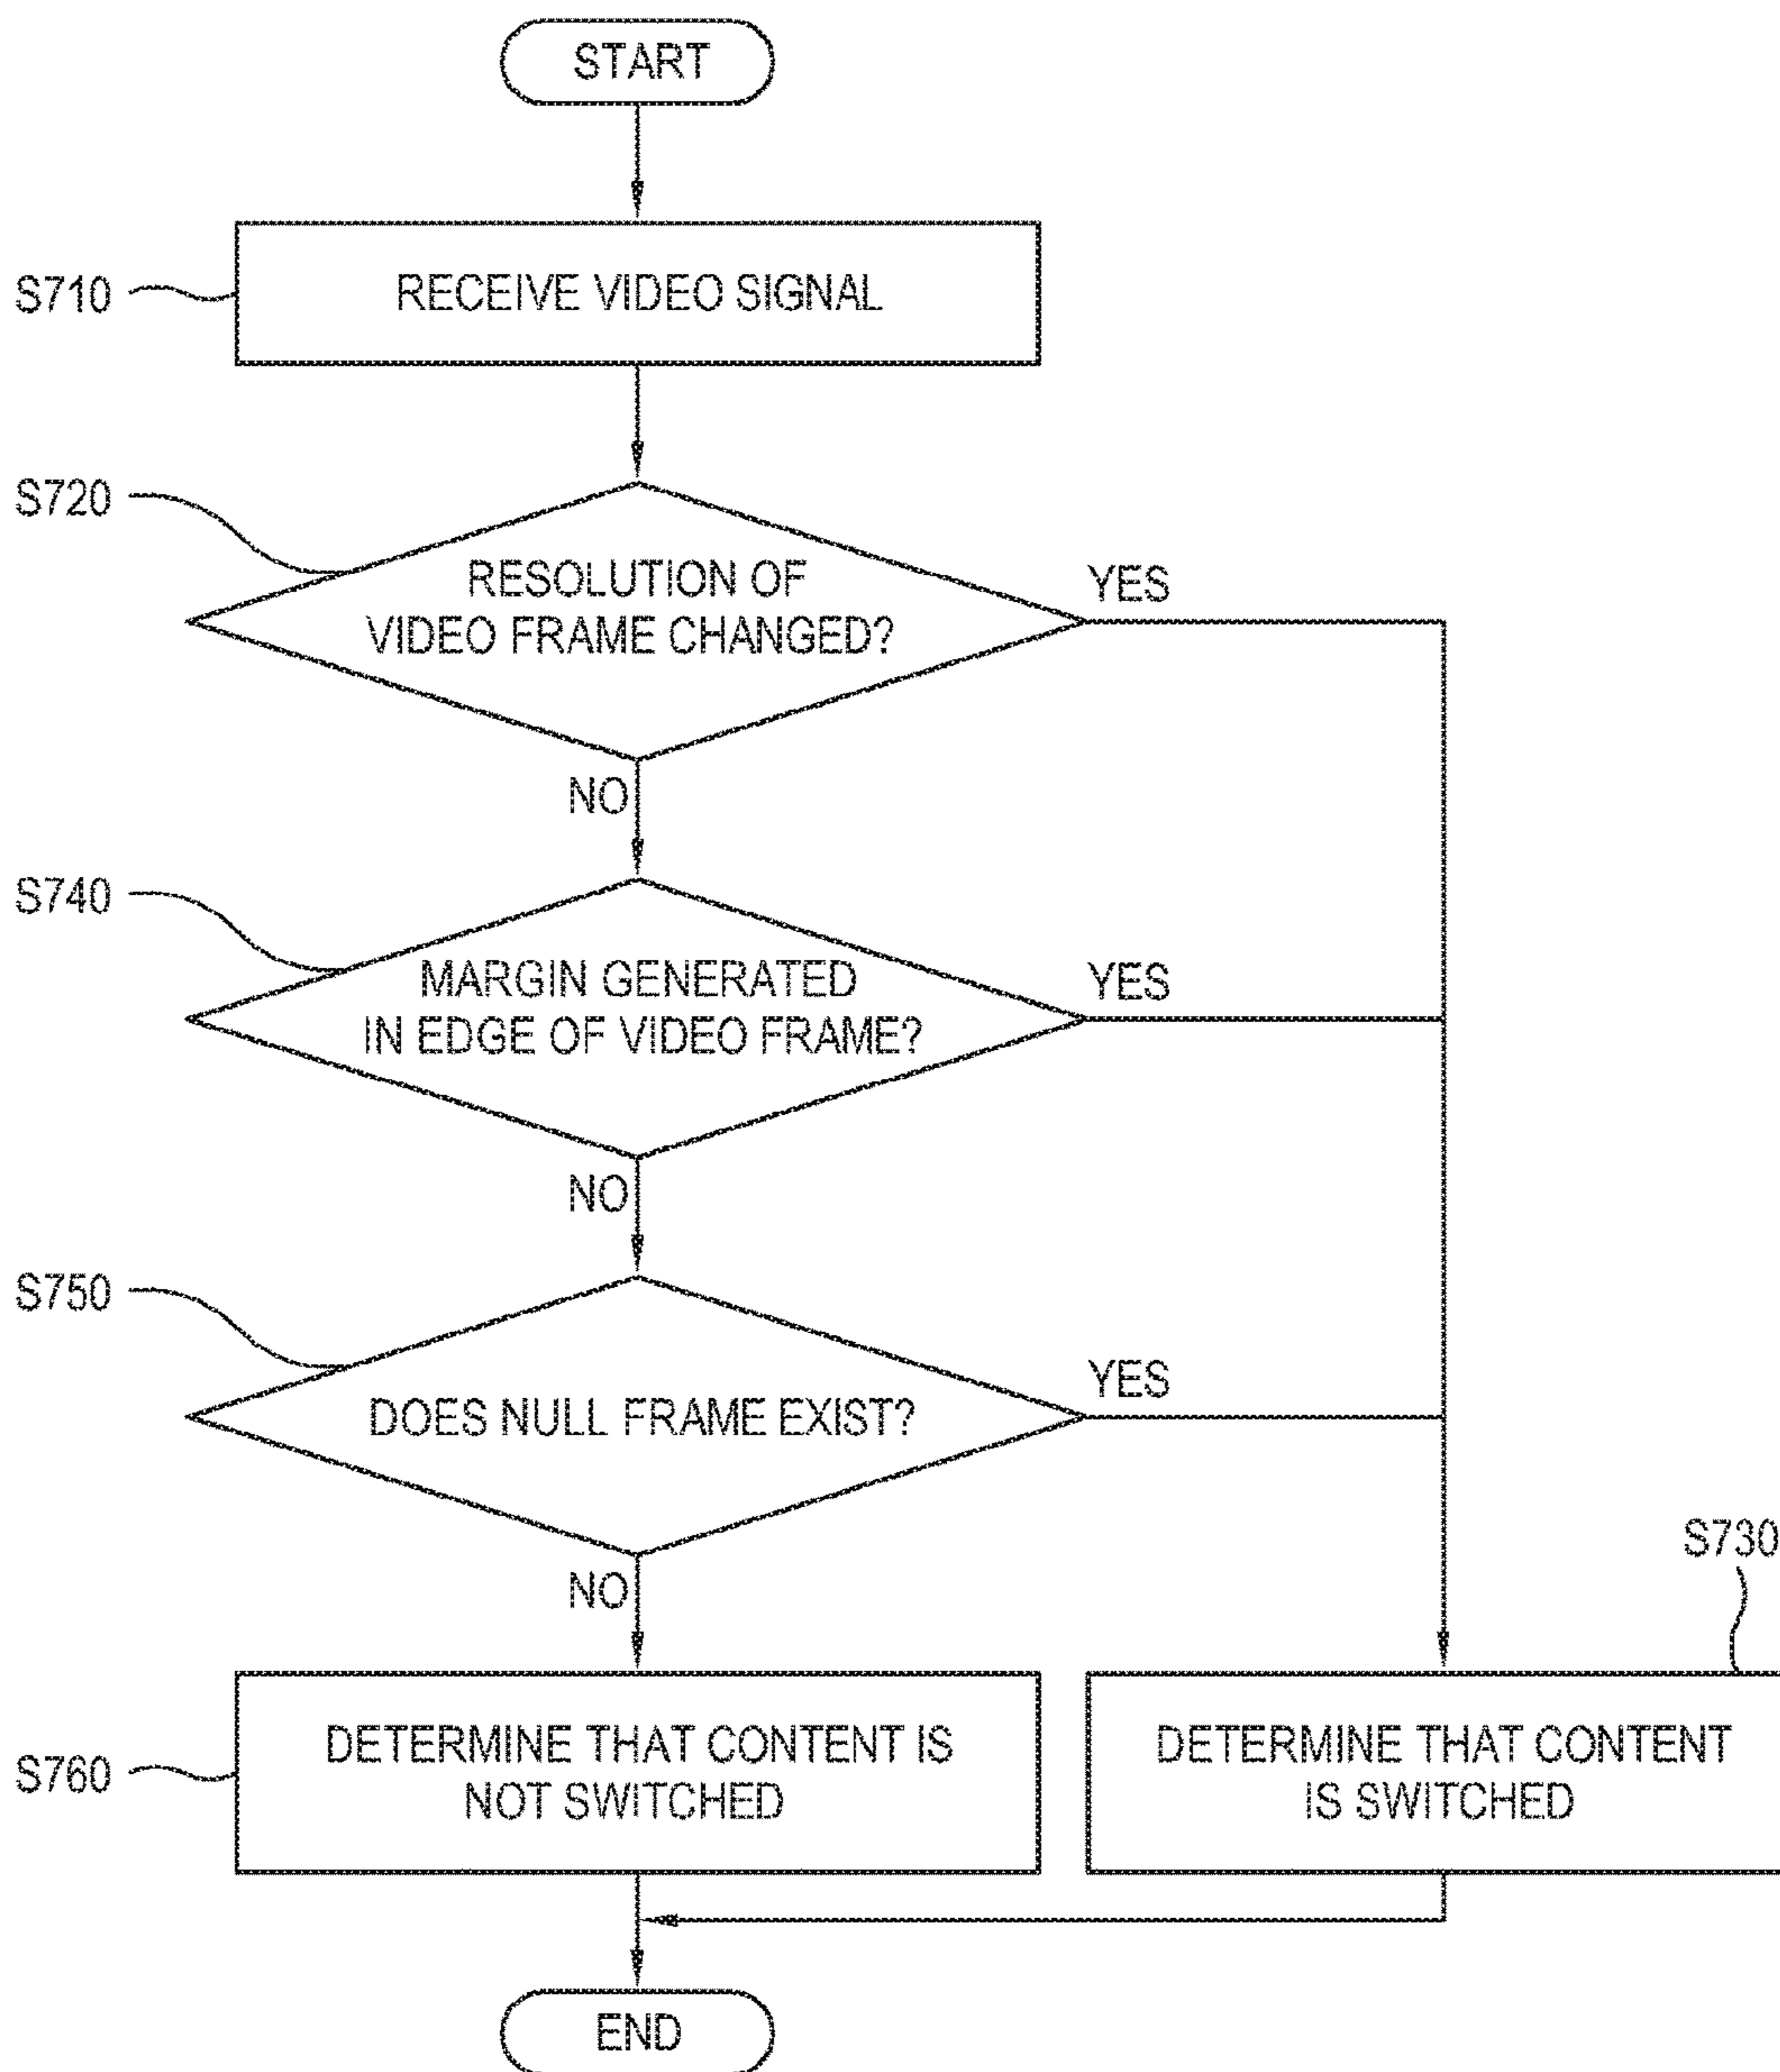 START
S710
RECEIVE VIDEO SIGNAL
S720
RESOLUTION OF
VIDEO FRAME CHANGED?
YES
NO
S740
MARGIN GENERATED
IN EDGE OF VIDEO FRAME?
YES
NO
S750
DOES NULL FRAME EXIST?
YES
NO
S730
S760
DETERMINE THAT CONTENT IS
NOT SWITCHED
DETERMINE THAT CONTENT
IS SWITCHED
END